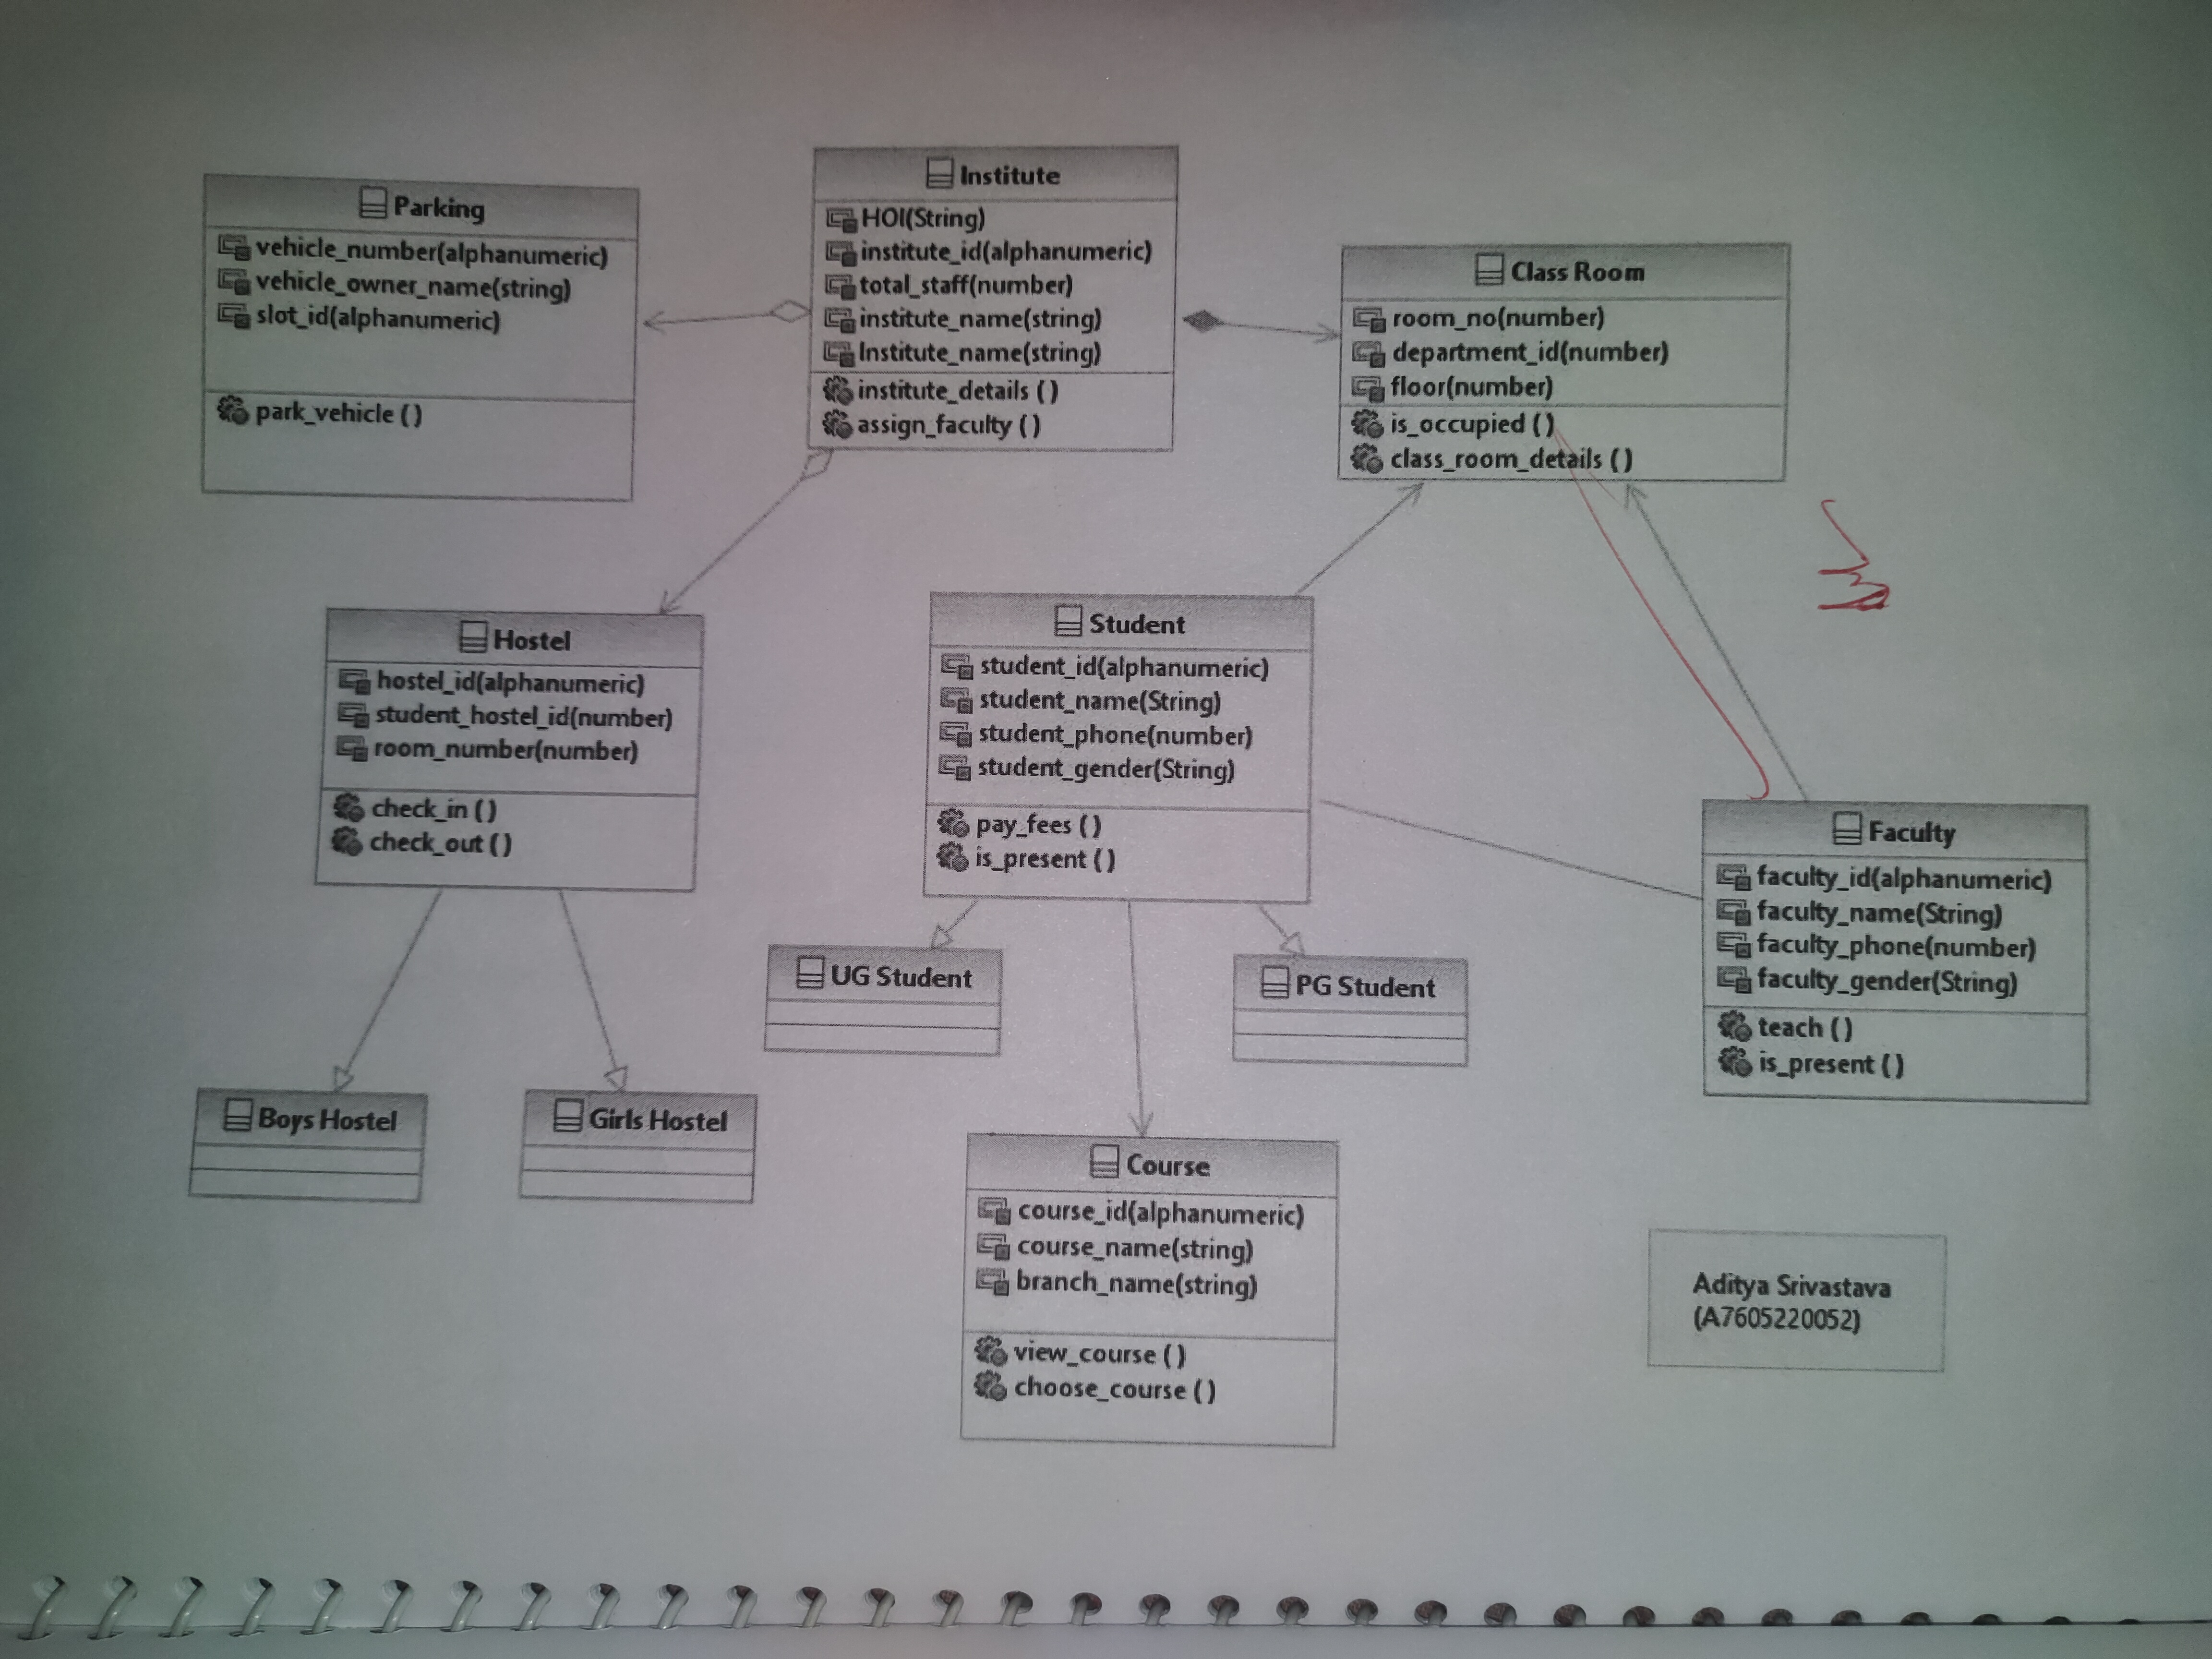 Parking
vehicle_number(alphanumeric)
vehicle_owner_name(string)
slot_id(alphanumeric)
park_vehicle ( )
Institute
HOI(String)
institute_id(alphanumeric)
total_staff(number)
institute_name(string)
Institute_name(string)
institute_details ( )
assign_faculty ( )
Class Room
room_no(number)
department_id(number)
floor(number)
is_occupied ( )
class_room_details ( )
Hostel
hostel_id(alphanumeric)
student_hostel_id(number)
room_number(number)
check_in ( )
check_out ( )
Student
student_id(alphanumeric)
student_name(String)
student_phone(number)
student_gender(String)
pay_fees ( )
is_present ( )
Faculty
faculty_id(alphanumeric)
faculty_name(String)
faculty_phone(number)
faculty_gender(String)
teach ( )
is_present ( )
UG Student
PG Student
Boys Hostel
Girls Hostel
Course
course_id(alphanumeric)
course_name(string)
branch_name(string)
view_course ( )
choose_course ( )
Aditya Srivastava
(A7605220052)